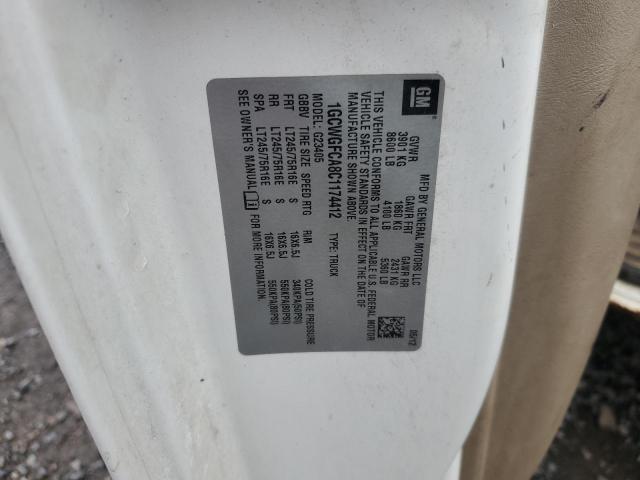 GM
MFD BY GENERAL MOTORS LLC
05/12
GVWR GAWR FRT GAWR RR
3901 KG 1860 KG 2431 KG
8600 LB 4100 LB 5360 LB
THIS VEHICLE CONFORMS TO ALL APPLICABLE U.S. FEDERAL MOTOR
VEHICLE SAFETY STANDARDS IN EFFECT ON THE DATE OF
MANUFACTURE SHOWN ABOVE.
1GCWGFCA8C1174412 TYPE: TRUCK
MODEL: G23405
GBBV TIRE SIZE SPEED RTG RIM COLD TIRE PRESSURE
FRT LT245/75R16E S 16X6.5J 340KPA(50PSI)
RR LT245/75R16E S 16X6.5J 550KPA(80PSI)
SPA LT245/75R16E S 16X6.5J 550KPA(80PSI)
SEE OWNER'S MANUAL FOR MORE INFORMATION.